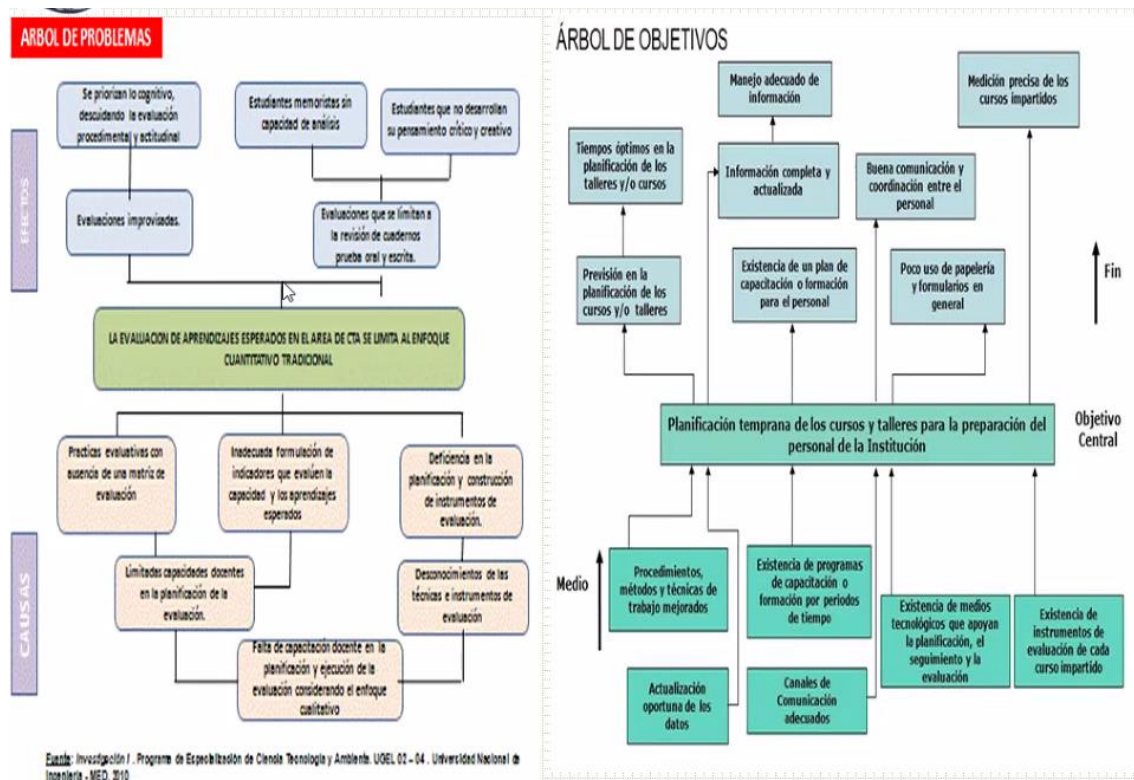 ARBOL DE PROBLEMAS
EFECTOS
Se priorizan lo cognitivo,
descuidando la evaluación
procedimental y actitudinal
Estudiantes memoristas sin
capacidad de análisis
Estudiantes que no desarrollan
su pensamiento crítico y creativo
Evaluaciones improvisadas.
Evaluaciones que se limitan a
la revisión de cuadernos
prueba oral y escrita.
LA EVALUACION DE APRENDIZAJES ESPERADOS EN EL AREA DE CTA SE LIMITA AL ENFOQUE
CUANTITATIVO TRADICIONAL
CAUSAS
Practicas evaluativas con
ausencia de una matriz de
evaluación
Inadecuada formulación de
indicadores que evalúen la
capacidad y los aprendizajes
esperados
Deficiencia en la
planificación y construcción
de instrumentos de
evaluación.
Limitadas capacidades docentes
en la planificación de la
evaluación.
Desconocimientos de las
técnicas e instrumentos de
evaluación
Falta de capacitación docente en la
planificación y ejecución de la
evaluación considerando el enfoque
cualitativo
Fuente: Investigación I . Programa de Especialización de Ciencia Tecnología y Ambiente. UGEL 02 – 04 . Universidad Nacional de
Ingeniería - MED. 2010
ÁRBOL DE OBJETIVOS
Manejo adecuado de
información
Medición precisa de los
cursos impartidos
Tiempos óptimos en la
planificación de los
talleres y/o cursos
Información completa y
actualizada
Buena comunicación y
coordinación entre el
personal
Previsión en la
planificación de los
cursos y/o talleres
Existencia de un plan de
capacitación o formación
para el personal
Poco uso de papelería
y formularios en
general
Fin
Planificación temprana de los cursos y talleres para la preparación del
personal de la Institución
Objetivo
Central
Medio
Procedimientos,
métodos y técnicas de
trabajo mejorados
Existencia de programas
de capacitación o
formación por periodos
de tiempo
Existencia de medios
tecnológicos que apoyan
la planificación, el
seguimiento y la
evaluación
Existencia de
instrumentos de
evaluación de cada
curso impartido
Actualización
oportuna de los
datos
Canales de
Comunicación
adecuados